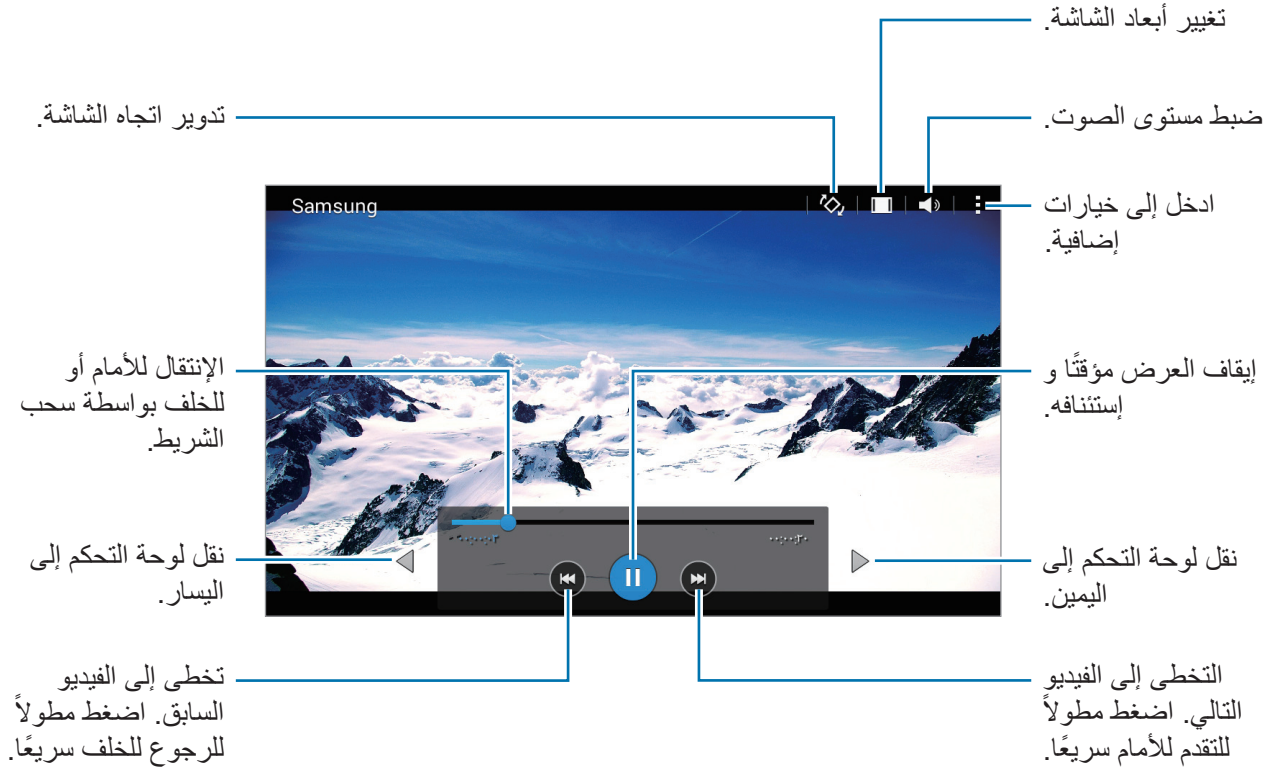 تغيير أبعاد الشاشة.
ضبط مستوى الصوت.
تدوير اتجاه الشاشة.
ادخل إلى خيارات
إضافية.
Samsung
إيقاف العرض مؤقتًا و
إستئنافه.
الإنتقال للأمام أو
للخلف بواسطة سحب
الشريط.
نقل لوحة التحكم إلى
اليمين.
نقل لوحة التحكم إلى
اليسار.
التخطى إلى الفيديو
التالي. اضغط مطولاً
للتقدم للأمام سريعًا.
تخطى إلى الفيديو
السابق. اضغط مطولاً
للرجوع للخلف سريعًا.